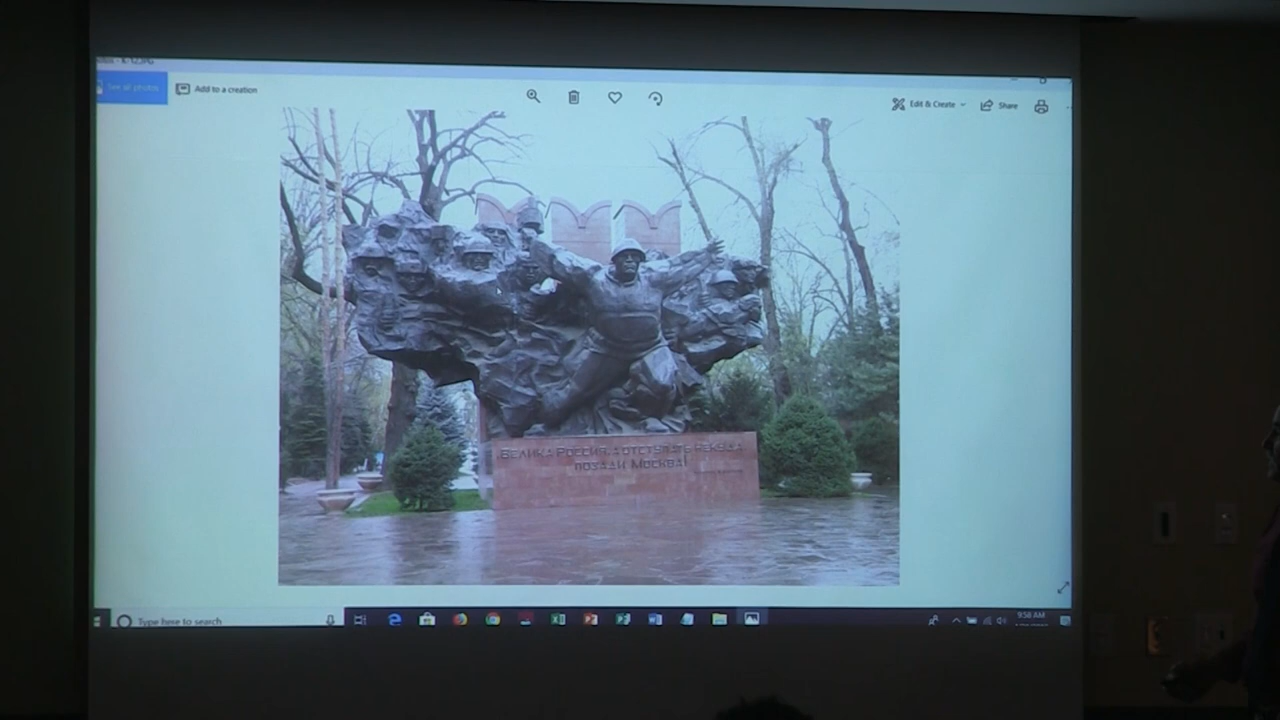 See all photos
Add to a creation
Edit & Create
Share
ВЕЛИКА РОССИЯ, А ОТСТУПАТЬ НЕКУДА
ПОЗАДИ МОСКВА!
Type here to search
9:58 AM